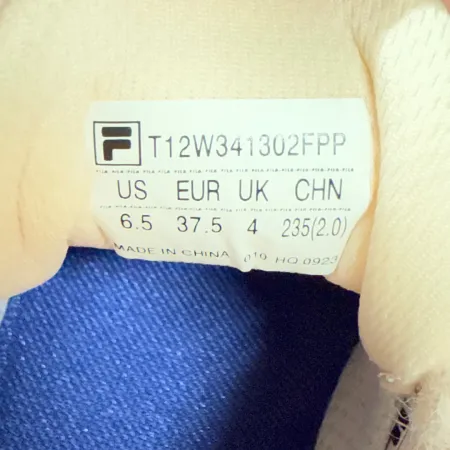 F T12W341302FPP
US EUR UK CHN
6.5 37.5 4 235(2.0)
MADE IN CHINA 019 HQ 0923